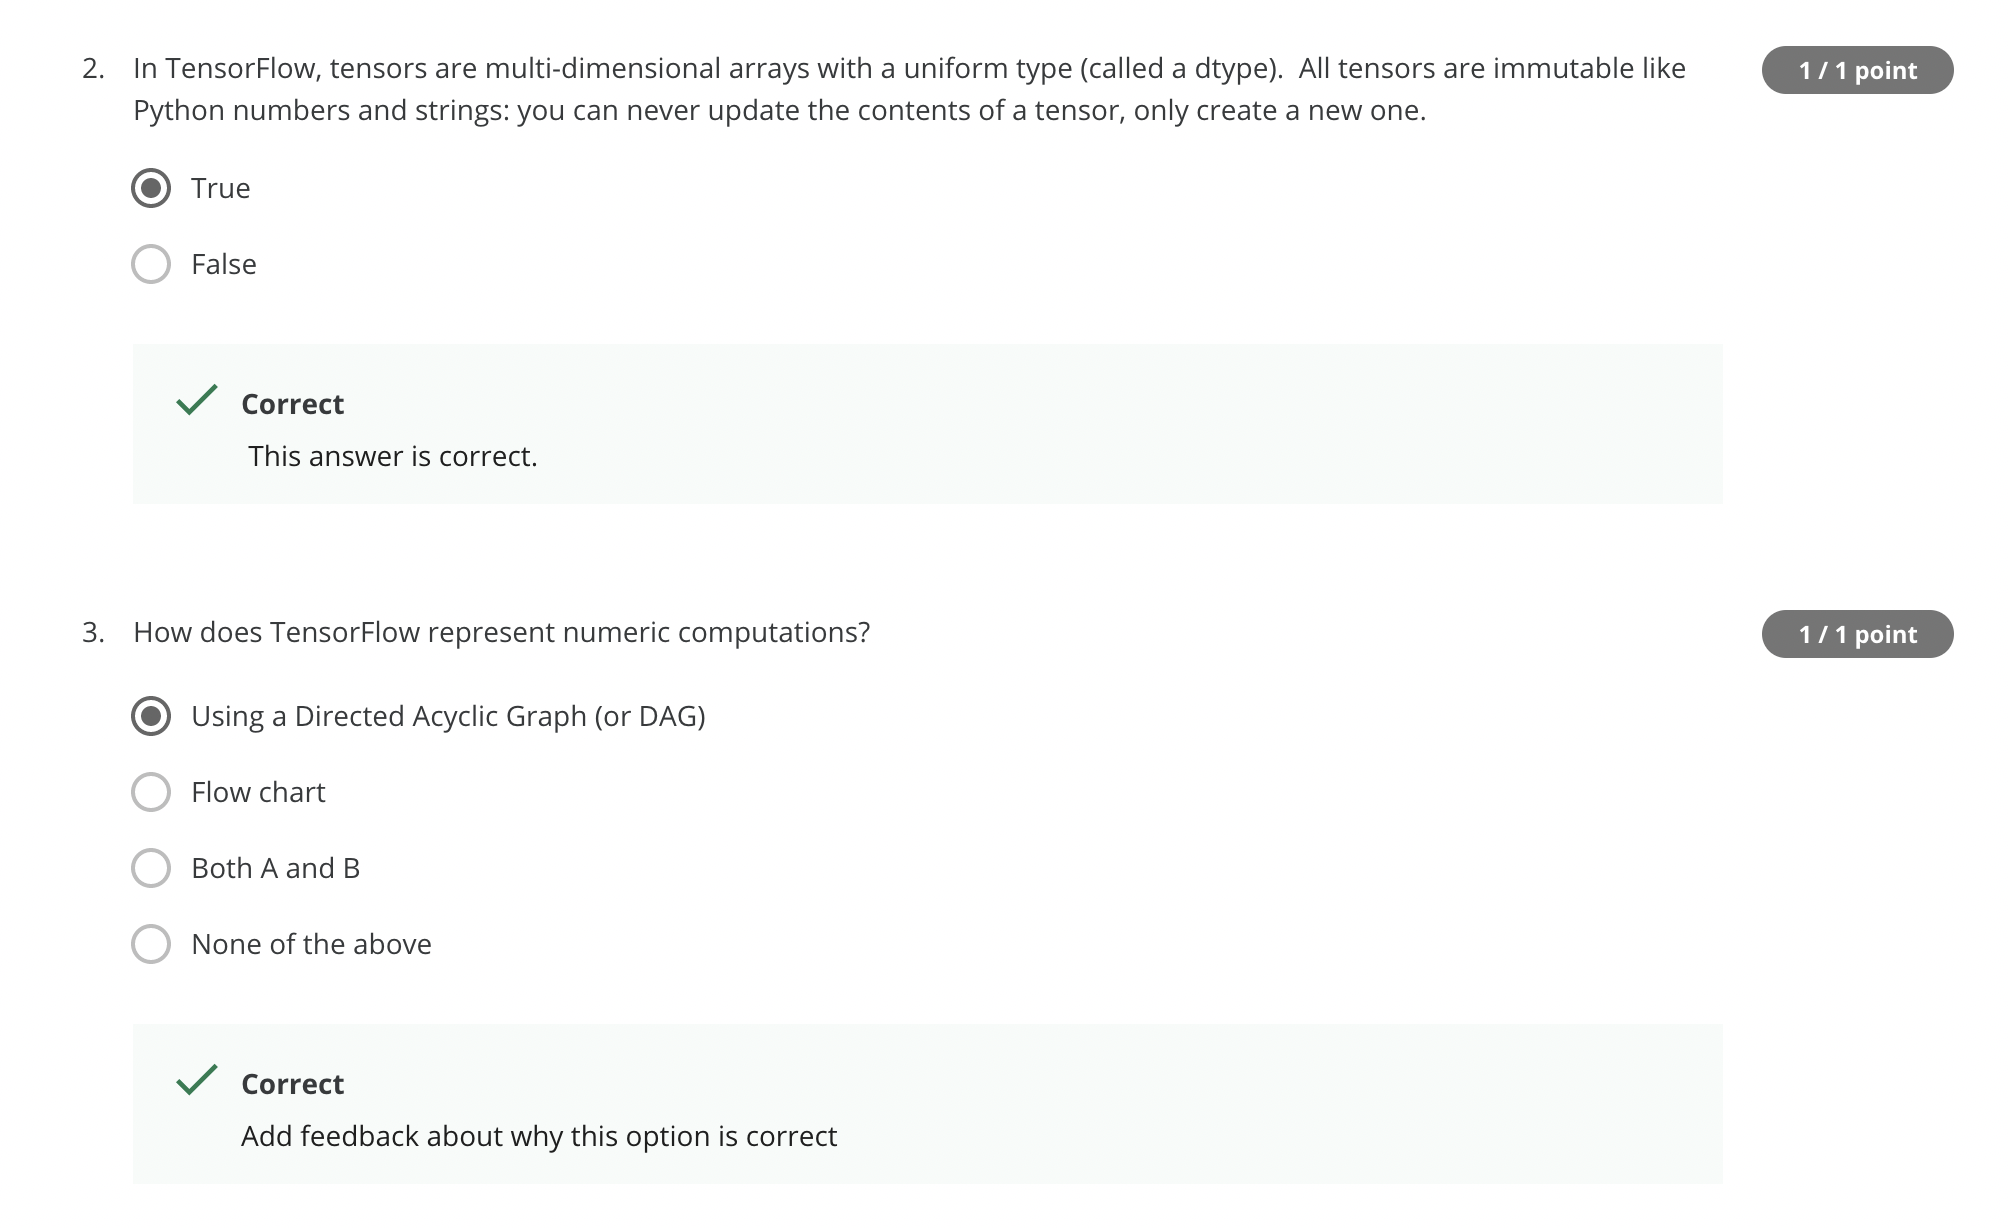 2. In TensorFlow, tensors are multi-dimensional arrays with a uniform type (called a dtype).  All tensors are immutable like
1 / 1 point
Python numbers and strings: you can never update the contents of a tensor, only create a new one.
True
False
Correct
This answer is correct.
3. How does TensorFlow represent numeric computations?
1 / 1 point
Using a Directed Acyclic Graph (or DAG)
Flow chart
Both A and B
None of the above
Correct
Add feedback about why this option is correct